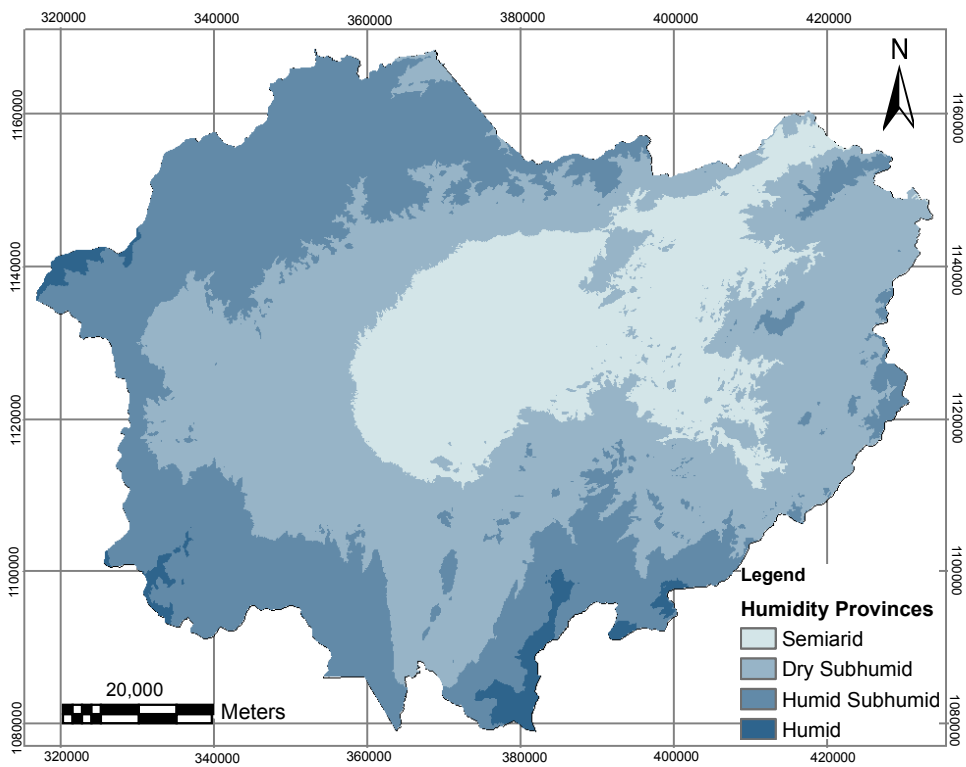 320000 340000 360000 380000 400000 420000
N
1160000 1160000
1140000 1140000
1120000 1120000
1100000 1100000
Legend
Humidity Provinces
Semiarid
Dry Subhumid
Humid Subhumid
Humid
20,000
Meters
1080000 1080000
320000 340000 360000 380000 400000 420000